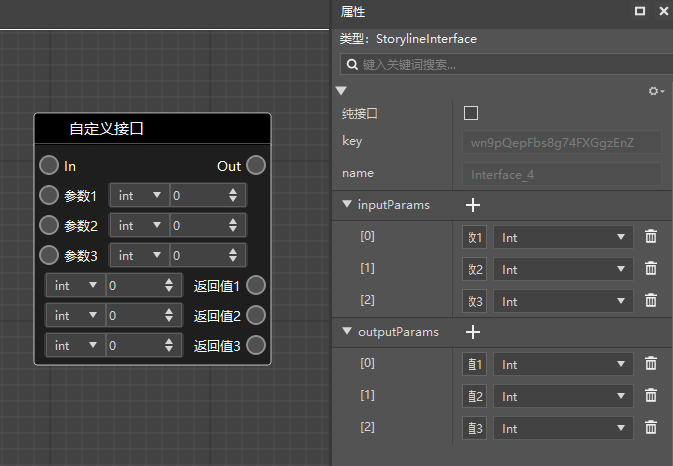 自定义接口
In Out
参数1 int 0
参数2 int 0
参数3 int 0
int 0 返回值1
int 0 返回值2
int 0 返回值3
属性
类型：StorylineInterface
键入关键词搜索...
纯接口
key wn9pQepFbs8g74FXGgzEnZ
name Interface_4
inputParams
[0] 数1 Int
[1] 数2 Int
[2] 数3 Int
outputParams
[0] 值1 Int
[1] 值2 Int
[2] 值3 Int